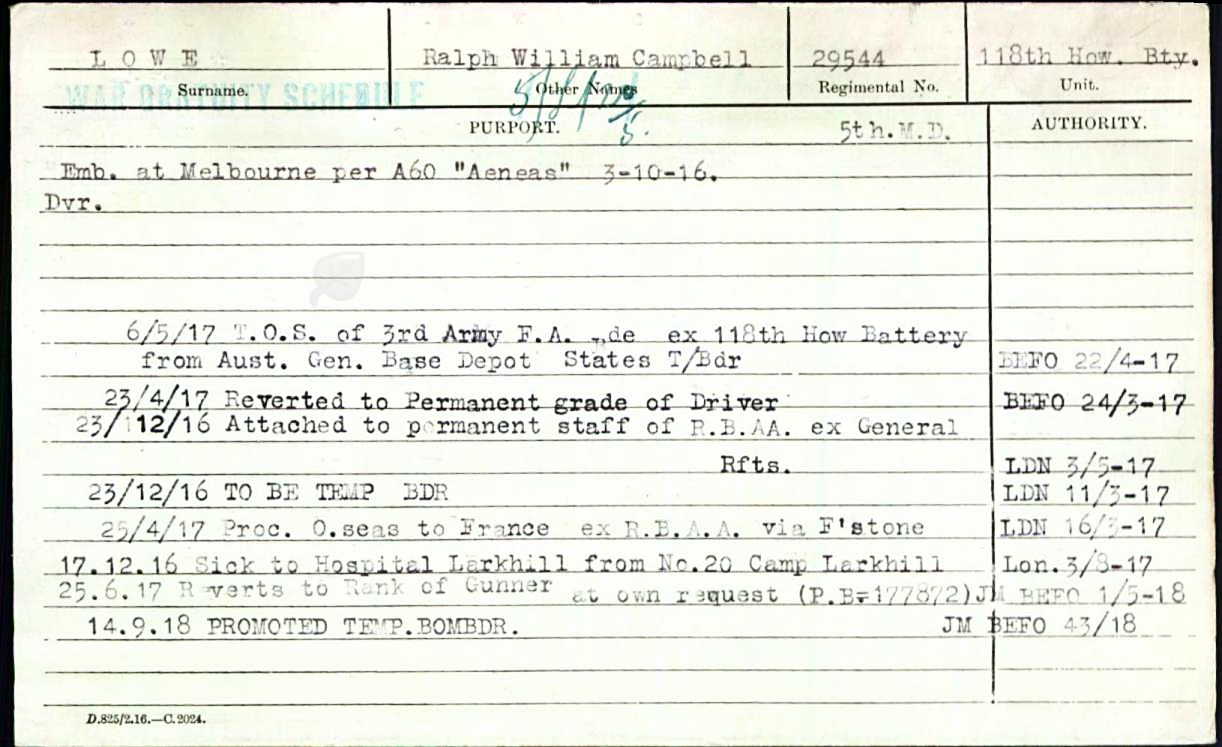 LOWE Ralph William Campbell 29544 118th How. Bty.
Surname. Other Names Regimental No. Unit.
WAR GRATUITY SCHEDULE
PURPORT. 5th.M.D. AUTHORITY.
Emb. at Melbourne per A60 "Aeneas" 3-10-16.
Dvr.
6/5/17 T.O.S. of 3rd Army F.A. de ex 118th How Battery
from Aust. Gen. Base Depot States T/Bdr BEFO 22/4-17
23/4/17 Reverted to Permanent grade of Driver BEFO 24/3-17
23/112/16 Attached to permanent staff of R.B.AA. ex General
Rfts. LDN 3/5-17
23/12/16 TO BE TEMP BDR LDN 11/3-17
25/4/17 Proc. O.seas to France ex R.B.A.A. via F'stone LDN 16/3-17
17.12.16 Sick to Hospital Larkhill from No.20 Camp Larkhill Lon.3/8-17
25.6.17 Reverts to Rank of Gunner at own request (P.B=177872)JM BEFO 1/5-18
14.9.18 PROMOTED TEMP.BOMBDR. JM BEFO 43/18
D.825/2.16.—C.2024.